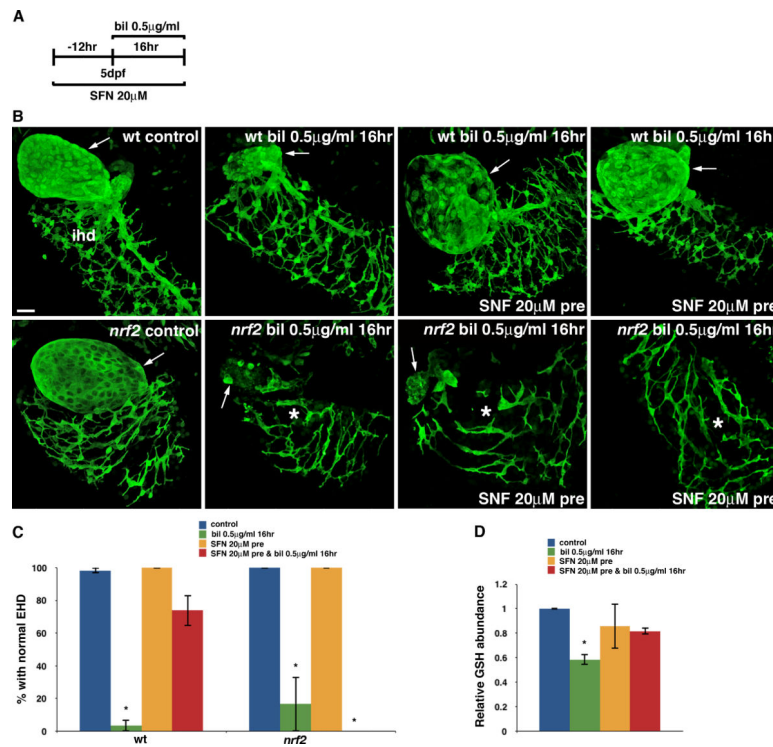 A
bil 0.5µg/ml
-12hr 16hr
5dpf
SFN 20µM
B
wt control
wt bil 0.5µg/ml 16hr
wt bil 0.5µg/ml 16hr
wt bil 0.5µg/ml 16hr
ihd
SNF 20µM pre
SNF 20µM pre
nrf2 control
nrf2 bil 0.5µg/ml 16hr
nrf2 bil 0.5µg/ml 16hr
nrf2 bil 0.5µg/ml 16hr
*
*
*
SNF 20µM pre
SNF 20µM pre
C
control
bil 0.5µg/ml 16hr
SFN 20µM pre
SFN 20µM pre & bil 0.5µg/ml 16hr
% with normal EHD
100
80
60
40
20
0
*
*
*
wt
nrf2
D
control
bil 0.5µg/ml 16hr
SFN 20µM pre
SFN 20µM pre & bil 0.5µg/ml 16hr
Relative GSH abundance
1.2
1
0.8
0.6
0.4
0.2
0
*